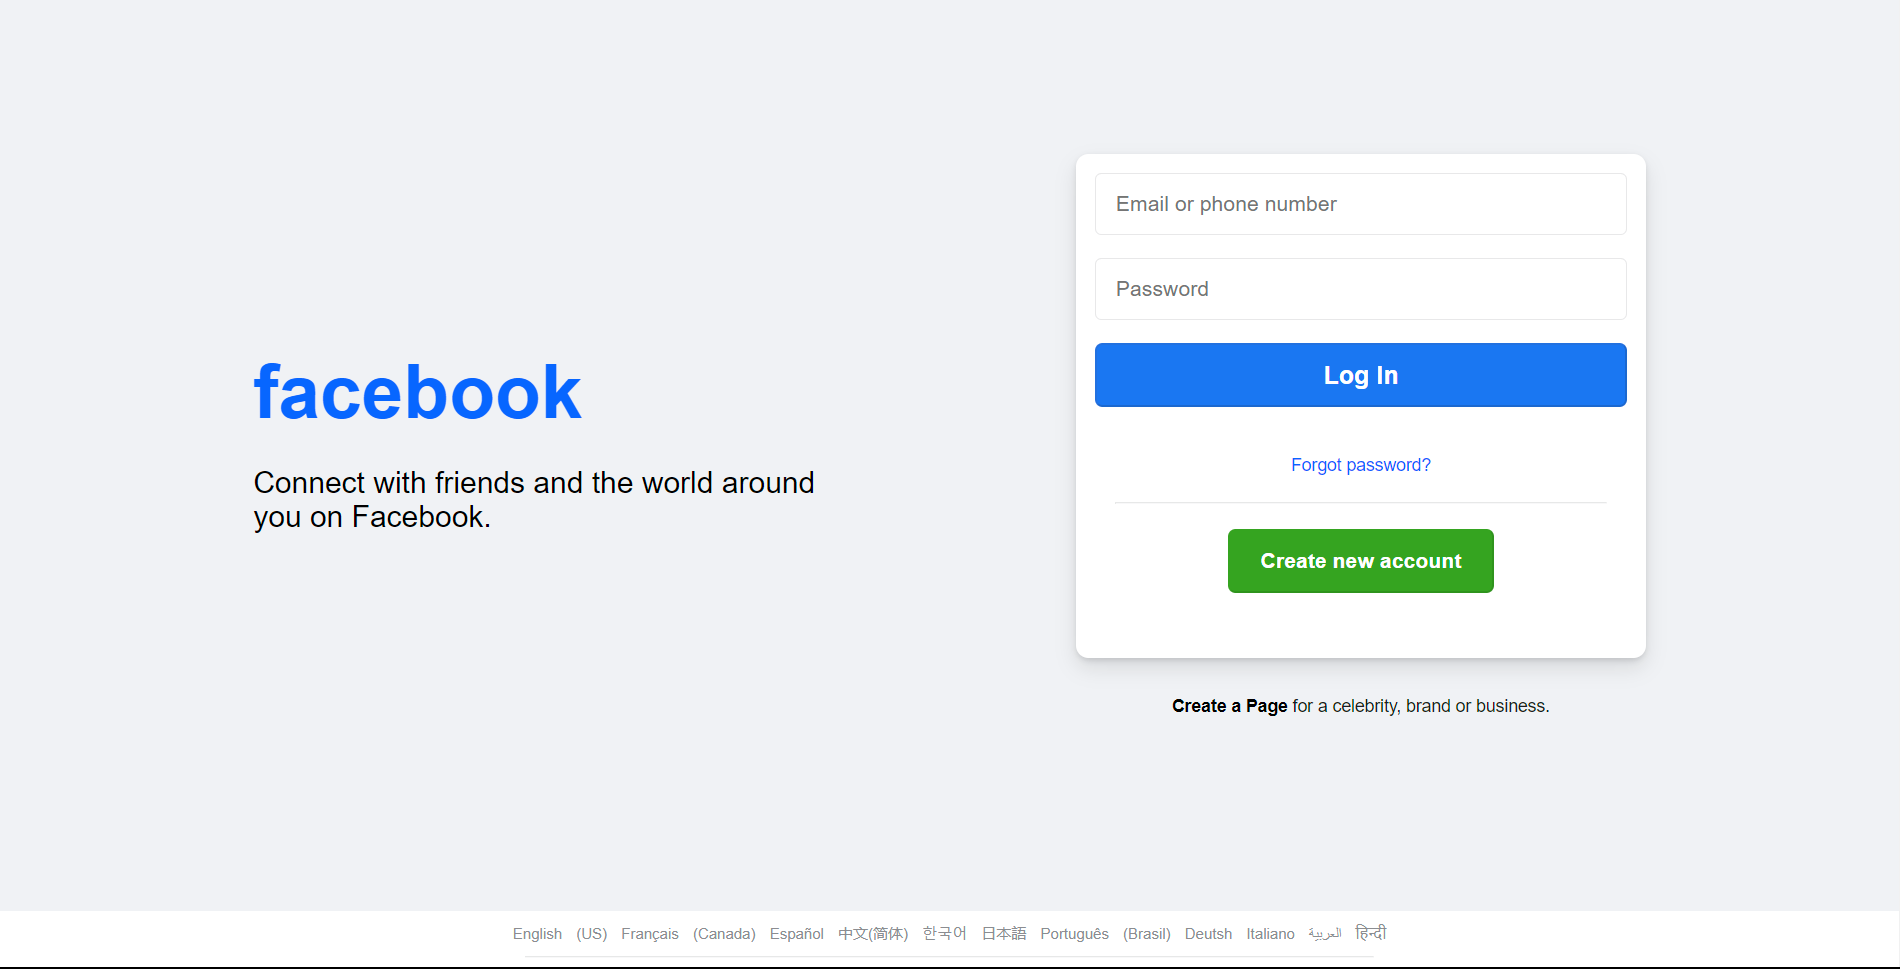 facebook
Connect with friends and the world around
you on Facebook.
Email or phone number
Password
Log In
Forgot password?
Create new account
Create a Page for a celebrity, brand or business.
English (US) Français (Canada) Español 中文(简体) 한국어 日本語 Português (Brasil) Deutsh Italiano العربية हिन्दी